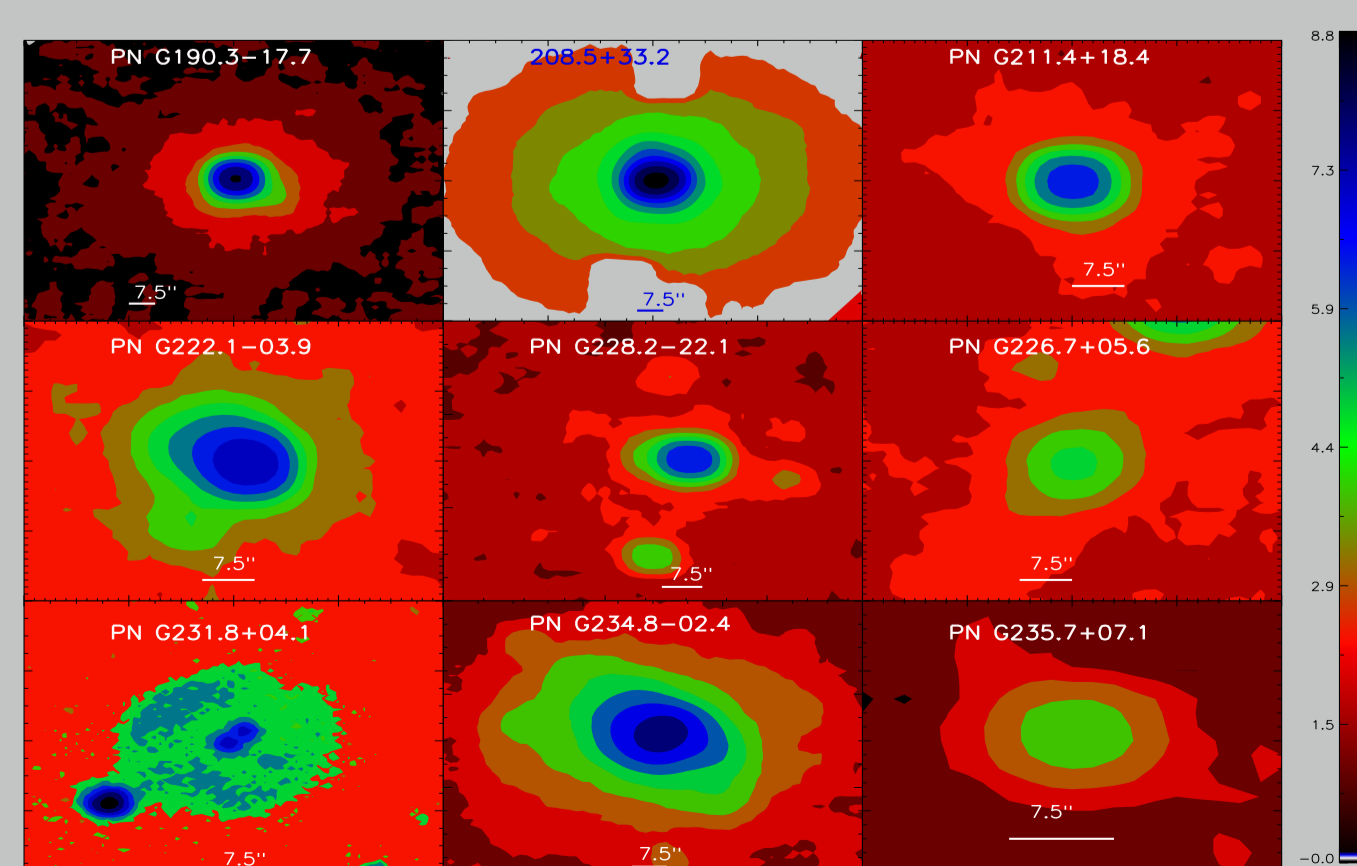 PN G190.3−17.7
208.5+33.2
PN G211.4+18.4
7.5''
7.5''
7.5''
PN G222.1−03.9
PN G228.2−22.1
PN G226.7+05.6
7.5''
7.5''
7.5''
PN G231.8+04.1
PN G234.8−02.4
PN G235.7+07.1
7.5''
7.5''
7.5''
8.8
7.3
5.9
4.4
2.9
1.5
−0.0